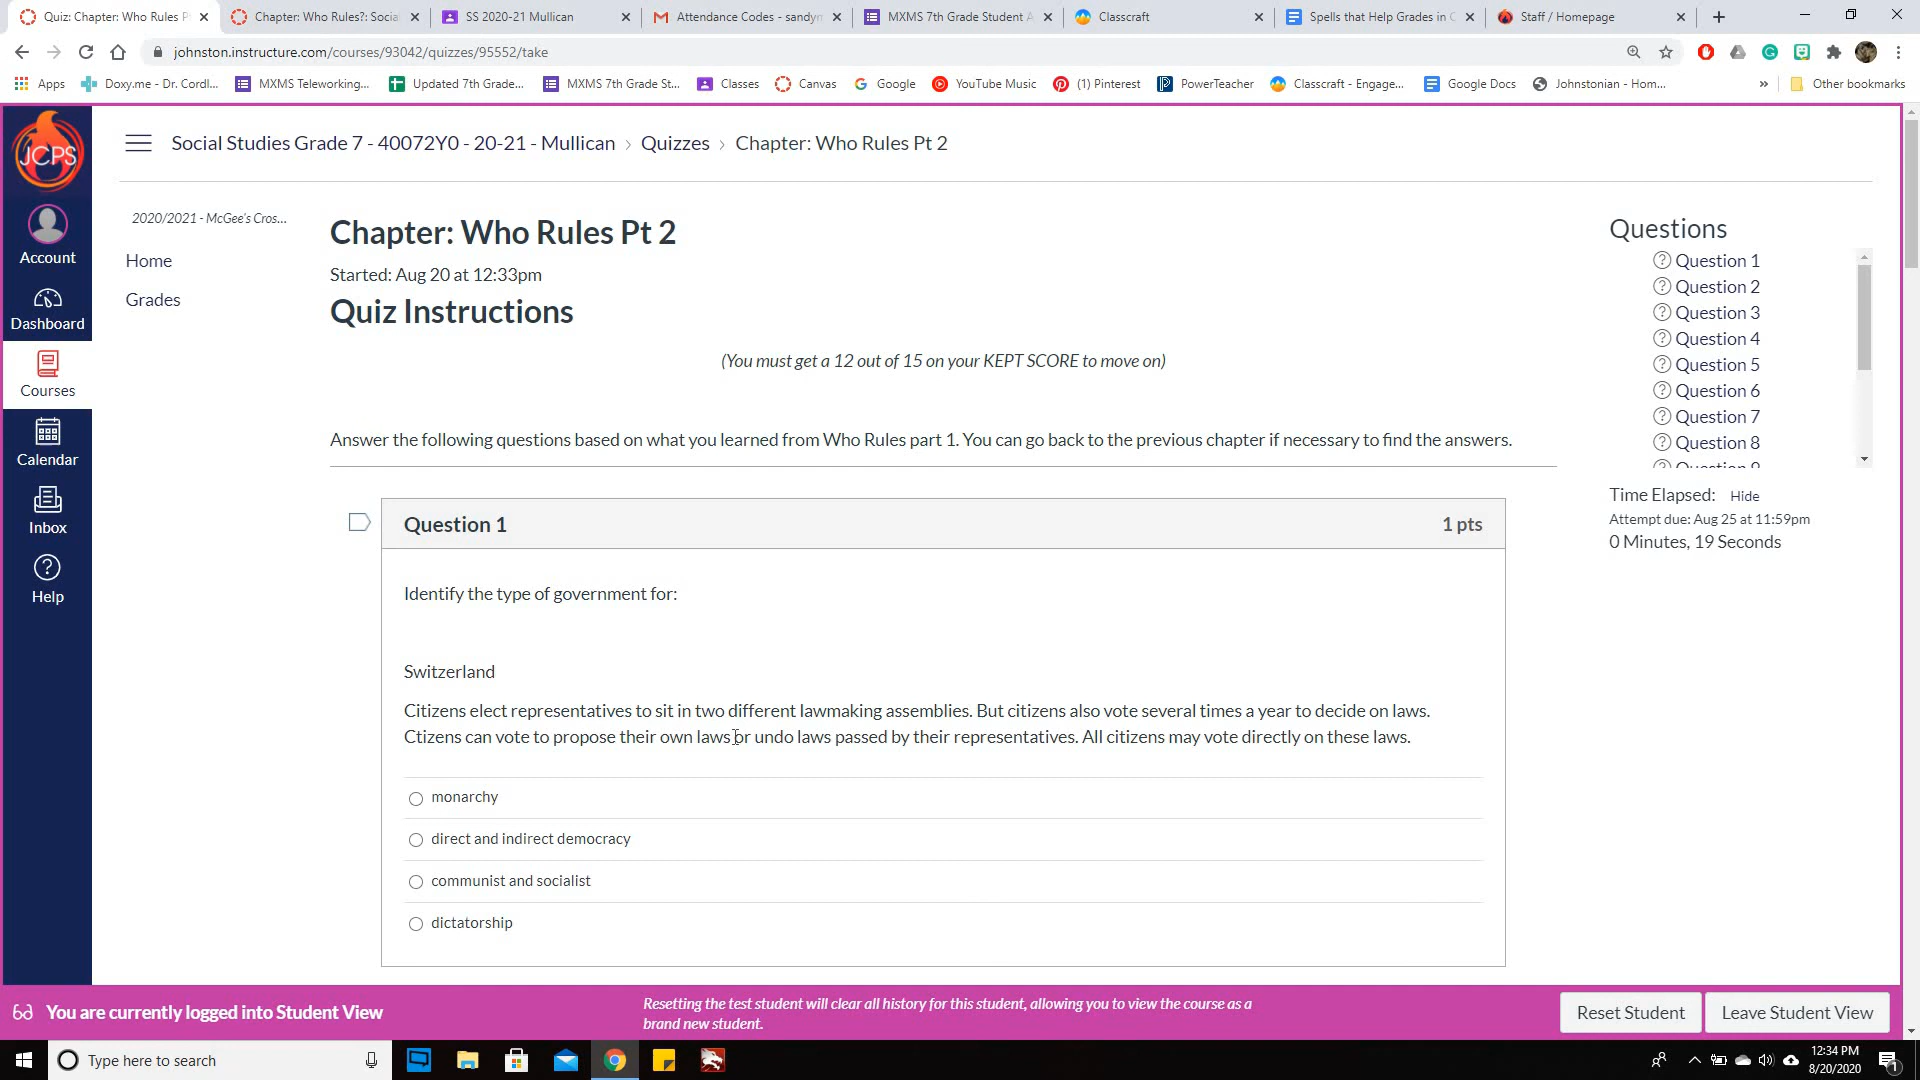 Quiz: Chapter: Who Rules P
Chapter: Who Rules?: Socia
SS 2020-21 Mullican
Attendance Codes - sandyn
MXMS 7th Grade Student A
Classcraft
Spells that Help Grades in C
Staff / Homepage
johnston.instructure.com/courses/93042/quizzes/95552/take
Apps
Doxy.me - Dr. Cordl...
MXMS Teleworking...
Updated 7th Grade...
MXMS 7th Grade St...
Classes
Canvas
Google
YouTube Music
(1) Pinterest
PowerTeacher
Classcraft - Engage...
Google Docs
Johnstonian - Hom...
»
Other bookmarks
JCPS
Account
Dashboard
Courses
Calendar
Inbox
Help
Social Studies Grade 7 - 40072Y0 - 20-21 - Mullican › Quizzes › Chapter: Who Rules Pt 2
2020/2021 - McGee's Cros...
Home
Grades
Chapter: Who Rules Pt 2
Started: Aug 20 at 12:33pm
Quiz Instructions
(You must get a 12 out of 15 on your KEPT SCORE to move on)
Answer the following questions based on what you learned from Who Rules part 1. You can go back to the previous chapter if necessary to find the answers.
Question 1
1 pts
Identify the type of government for:
Switzerland
Citizens elect representatives to sit in two different lawmaking assemblies. But citizens also vote several times a year to decide on laws.
Ctizens can vote to propose their own laws or undo laws passed by their representatives. All citizens may vote directly on these laws.
monarchy
direct and indirect democracy
communist and socialist
dictatorship
Questions
Question 1
Question 2
Question 3
Question 4
Question 5
Question 6
Question 7
Question 8
Question 9
Time Elapsed: Hide
Attempt due: Aug 25 at 11:59pm
0 Minutes, 19 Seconds
You are currently logged into Student View
Resetting the test student will clear all history for this student, allowing you to view the course as a
brand new student.
Reset Student
Leave Student View
Type here to search
12:34 PM
8/20/2020
1